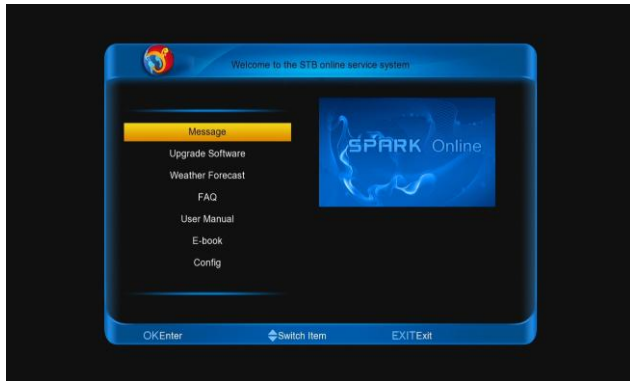 Welcome to the STB online service system
Message
SPARK Online
Upgrade Software
Weather Forecast
FAQ
User Manual
E-book
Config
OKEnter
Switch Item
EXITExit